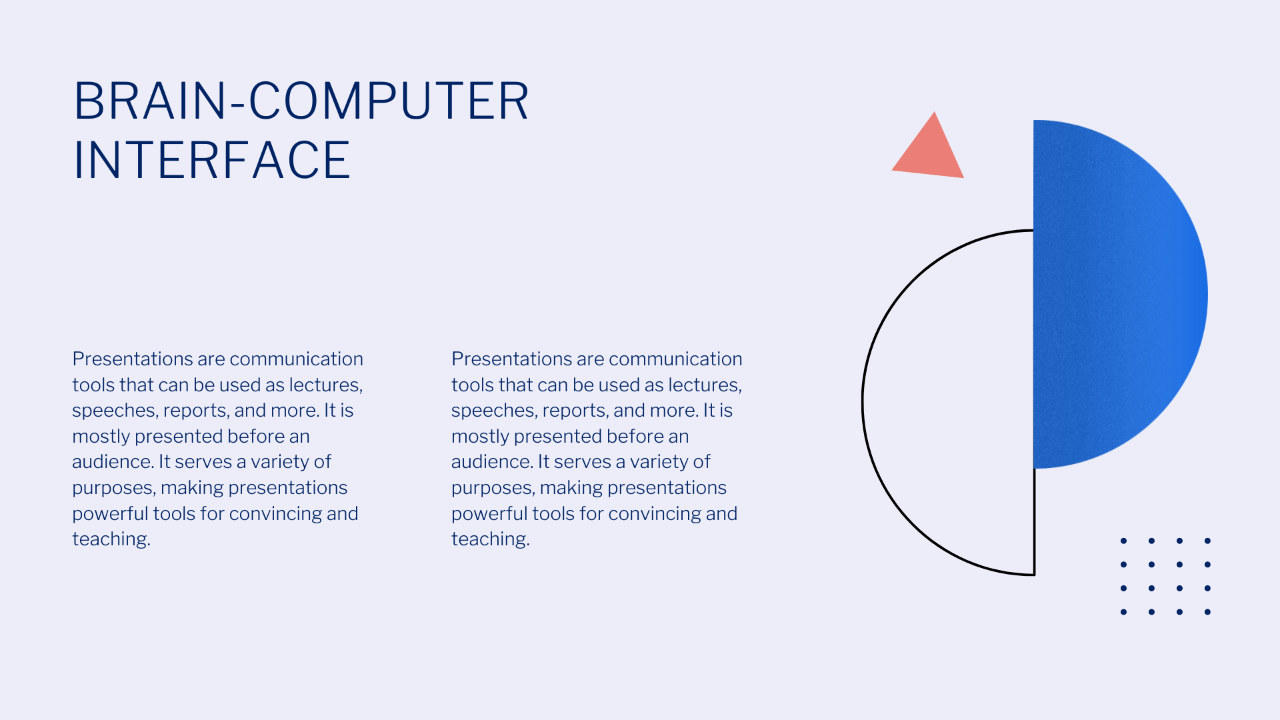 BRAIN-COMPUTER
INTERFACE
Presentations are communication
tools that can be used as lectures,
speeches, reports, and more. It is
mostly presented before an
audience. It serves a variety of
purposes, making presentations
powerful tools for convincing and
teaching.
Presentations are communication
tools that can be used as lectures,
speeches, reports, and more. It is
mostly presented before an
audience. It serves a variety of
purposes, making presentations
powerful tools for convincing and
teaching.